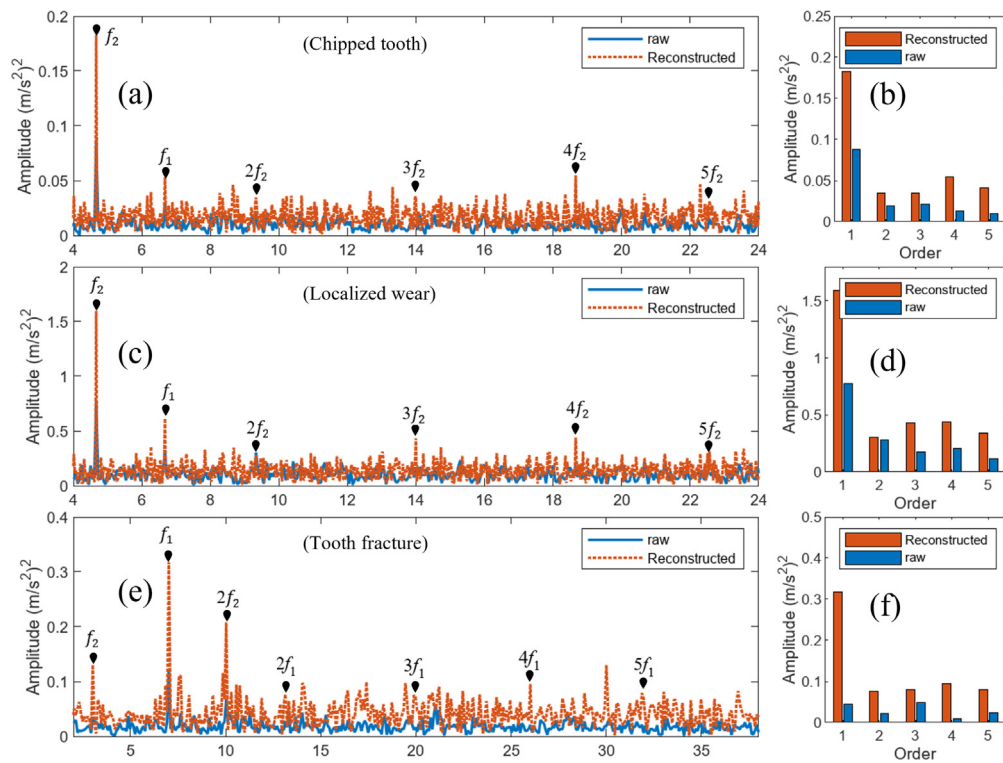 0.2
0.15
0.1
0.05
0
Amplitude (m/s²)²
f₂
(Chipped tooth)
raw
Reconstructed
(a)
f₁
2f₂
3f₂
4f₂
5f₂
4 6 8 10 12 14 16 18 20 22 24
0.25
0.2
0.15
0.1
0.05
0
Amplitude (m/s²)²
Reconstructed
raw
(b)
1 2 3 4 5
Order
2
1.5
1
0.5
0
Amplitude (m/s²)²
f₂
(Localized wear)
raw
Reconstructed
(c)
f₁
2f₂
3f₂
4f₂
5f₂
4 6 8 10 12 14 16 18 20 22 24
1.5
1
0.5
0
Amplitude (m/s²)²
Reconstructed
raw
(d)
1 2 3 4 5
Order
0.4
0.3
0.2
0.1
0
Amplitude (m/s²)²
f₁
(Tooth fracture)
raw
Reconstructed
(e)
2f₂
f₂
2f₁
3f₁
4f₁
5f₁
5 10 15 20 25 30 35
0.5
0.4
0.3
0.2
0.1
0
Amplitude (m/s²)²
Reconstructed
raw
(f)
1 2 3 4 5
Order